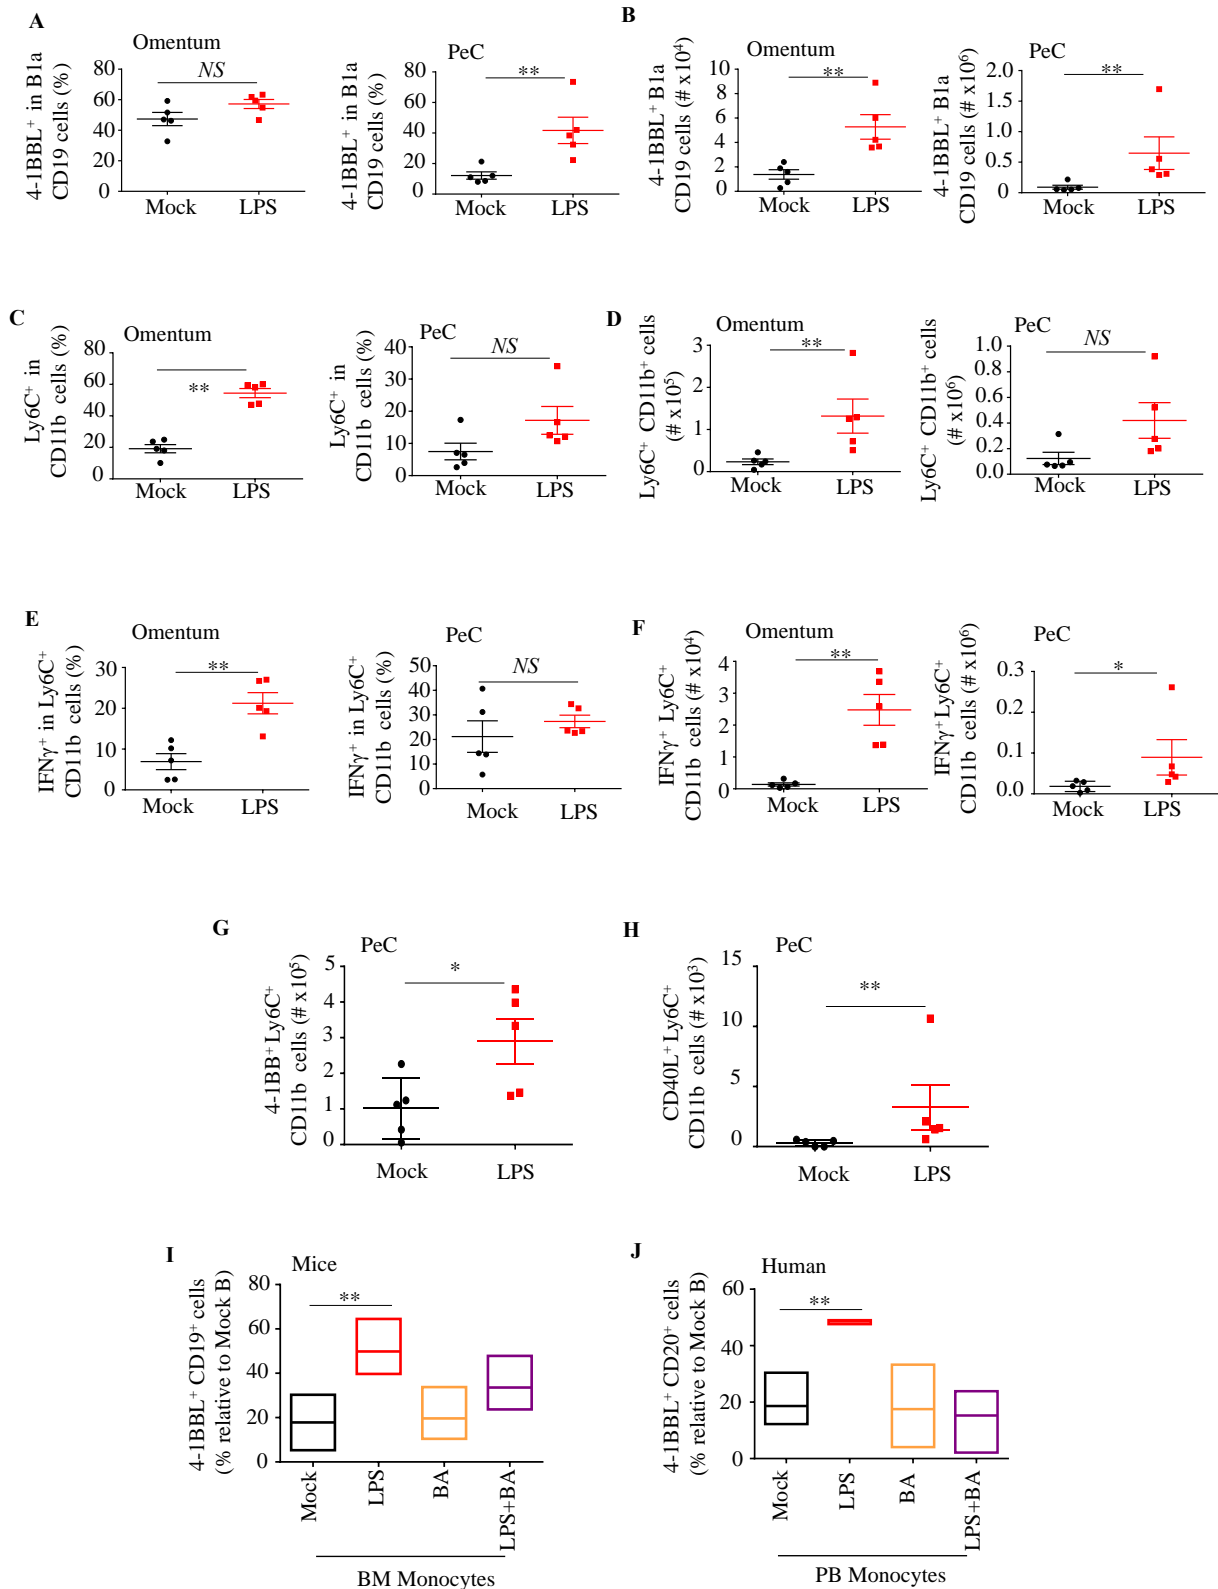 A
Omentum
4-1BBL+ in B1a
CD19 cells (%)
80
60
40
20
0
NS
Mock
LPS
PeC
4-1BBL+ in B1a
CD19 cells (%)
80
60
40
20
0
**
Mock
LPS
B
Omentum
4-1BBL+ B1a
CD19 cells (# x10⁴)
10
8
6
4
2
0
**
Mock
LPS
PeC
4-1BBL+ B1a
CD19 cells (# x10⁶)
2.0
1.5
1.0
0.5
0.0
**
Mock
LPS
C
Omentum
Ly6C+ in
CD11b cells (%)
80
60
40
20
0
**
Mock
LPS
PeC
Ly6C+ in
CD11b cells (%)
40
30
20
10
0
NS
Mock
LPS
D
Omentum
Ly6C+ CD11b+ cells
(# x10⁵)
3
2
1
0
**
Mock
LPS
PeC
Ly6C+ CD11b+ cells
(# x10⁶)
1.0
0.8
0.6
0.4
0.2
0.0
NS
Mock
LPS
E
Omentum
IFNγ+ in Ly6C+
CD11b cells (%)
30
20
10
0
**
Mock
LPS
PeC
IFNγ+ in Ly6C+
CD11b cells (%)
50
40
30
20
10
0
NS
Mock
LPS
F
Omentum
IFNγ+ Ly6C+
CD11b cells (# x10⁴)
4
3
2
1
0
**
Mock
LPS
PeC
IFNγ+ Ly6C+
CD11b cells (# x10⁶)
0.3
0.2
0.1
0.0
*
Mock
LPS
G
PeC
4-1BB+ Ly6C+
CD11b cells (# x10⁵)
5
4
3
2
1
0
*
Mock
LPS
H
PeC
CD40L+ Ly6C+
CD11b cells (# x10³)
15
10
5
0
**
Mock
LPS
I
Mice
4-1BBL+ CD19+ cells
(% relative to Mock B)
80
60
40
20
0
**
Mock
LPS
BA
LPS+BA
BM Monocytes
J
Human
4-1BBL+ CD20+ cells
(% relative to Mock B)
60
40
20
0
**
Mock
LPS
BA
LPS+BA
PB Monocytes